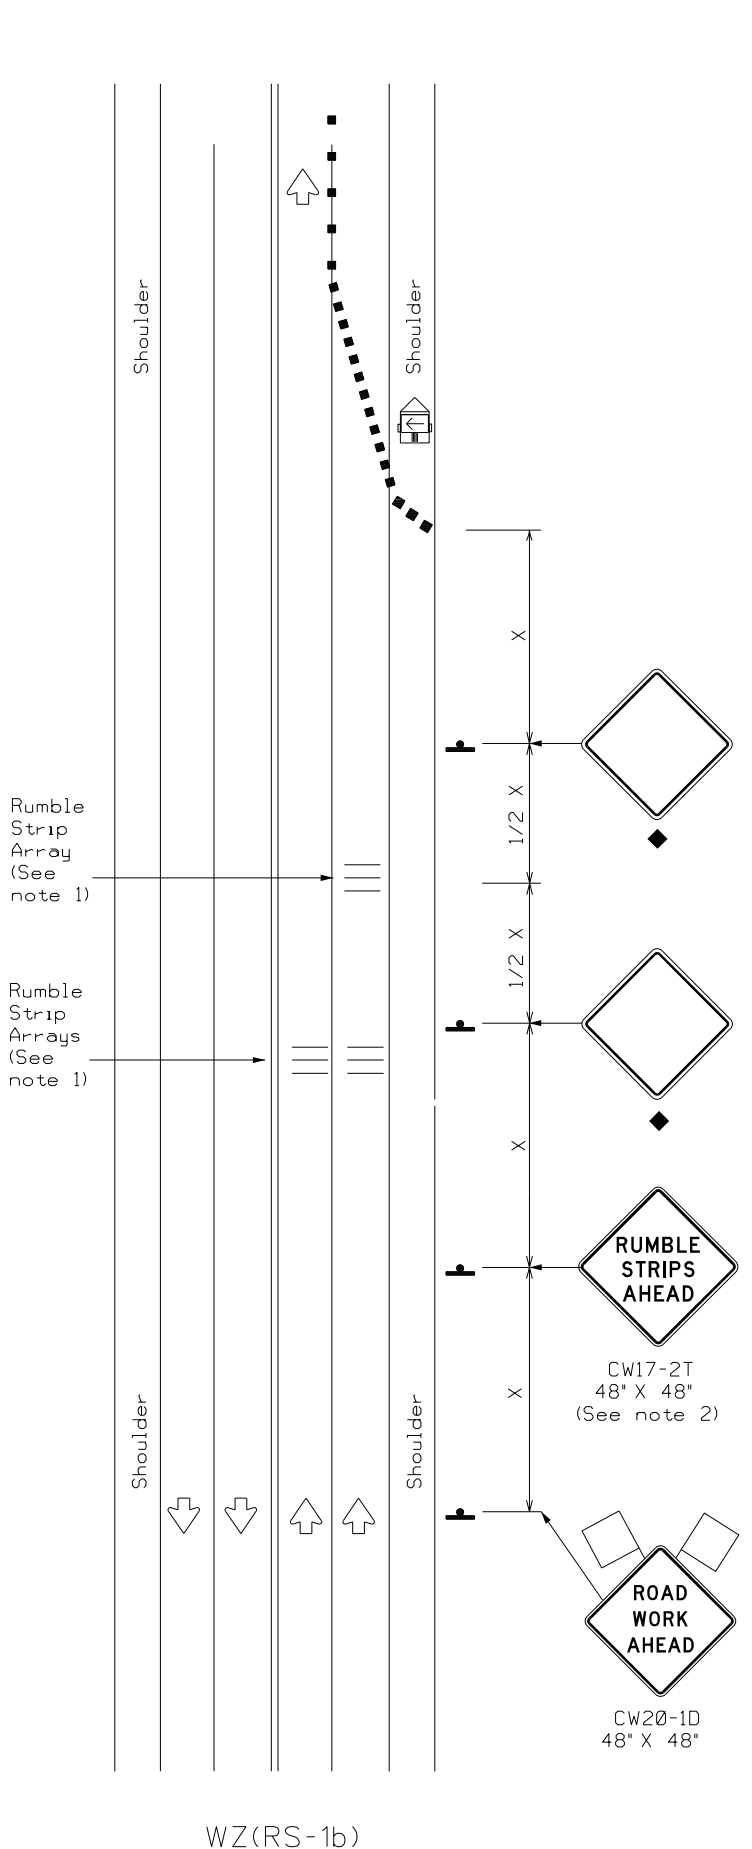 Shoulder
Shoulder
X
1/2 X
Rumble
Strip
Array
(See
note 1)
1/2 X
Rumble
Strip
Arrays
(See
note 1)
X
RUMBLE
STRIPS
AHEAD
CW17-2T
48" X 48"
(See note 2)
X
Shoulder
Shoulder
ROAD
WORK
AHEAD
CW20-1D
48" X 48"
WZ(RS-1b)